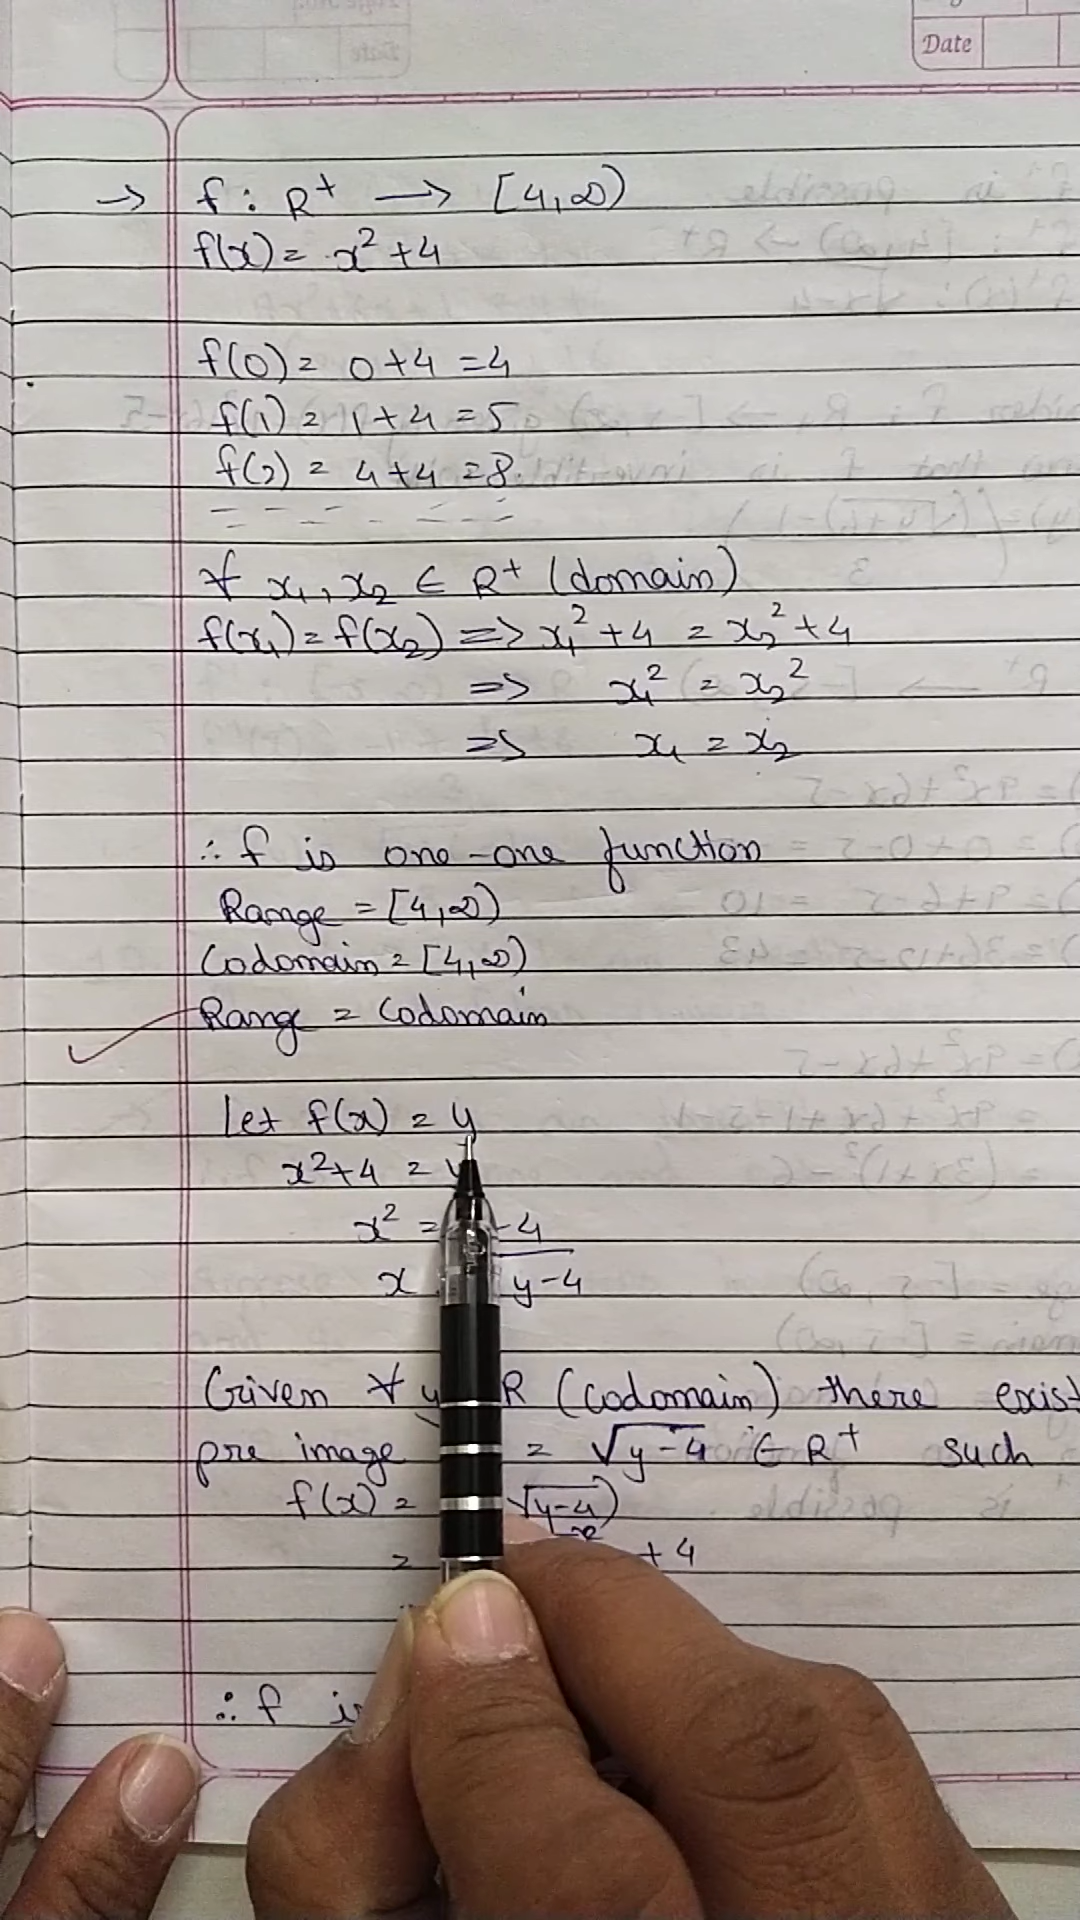 Date
→ f : R⁺ → [4,∞)
f(x) = x² + 4
f(0) = 0 + 4 = 4
f(1) = 1 + 4 = 5
f(2) = 4 + 4 = 8
∀ x₁, x₂ ∈ R⁺ (domain)
f(x₁) = f(x₂) => x₁² + 4 = x₂² + 4
=> x₁² = x₂²
=> x₁ = x₂
∴ f is one-one function
Range = [4,∞)
Codomain = [4,∞)
Range = Codomain
Let f(x) = y
x² + 4 = y
x² = - 4
x y-4
Given ∀ y R (Codomain) there exist
pre image = √y-4 ∈ R⁺ such
f(x) = √y-4)
= + 4
∴ f is